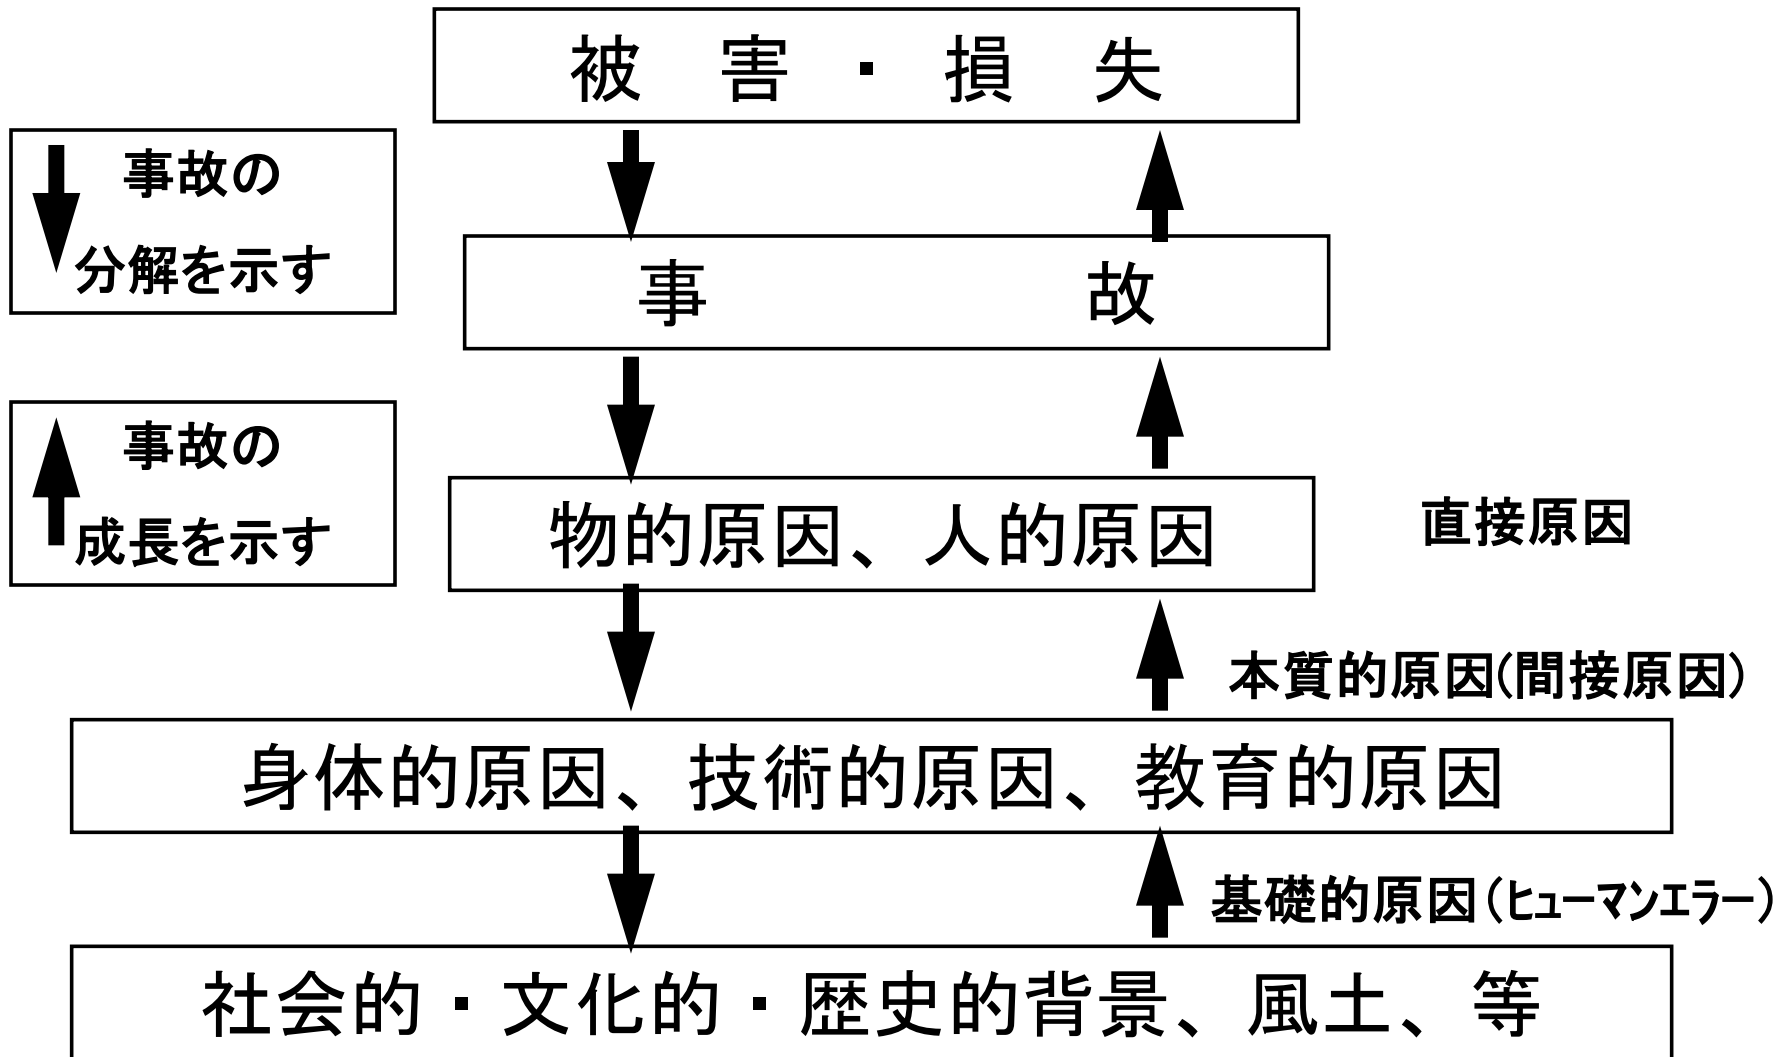 被 害 ・ 損 失
事故の
分解を示す
事 故
事故の
成長を示す
物的原因、人的原因
直接原因
本質的原因(間接原因)
身体的原因、技術的原因、教育的原因
基礎的原因(ヒューマンエラー)
社会的・文化的・歴史的背景、風土、等